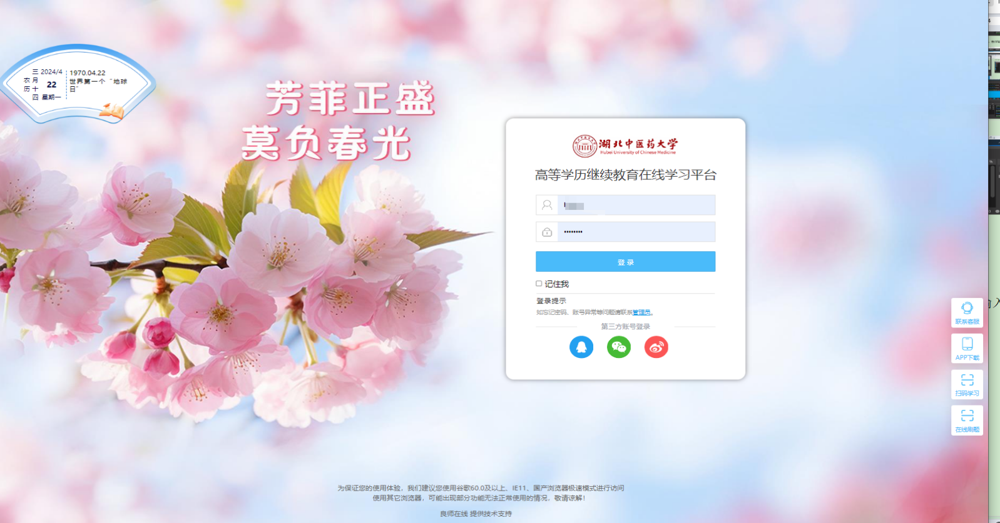 三 2024/4
农 月
22
历 十
四 星期一
1970.04.22
世界第一个“地球
日”
芳菲正盛
莫负春光
湖北中医药大学
Hubei University of Chinese Medicine
高等学历继续教育在线学习平台
••••••••
登 录
记住我
登录提示
如忘记密码、账号异常等问题请联系管理员。
第三方账号登录
联系客服
APP下载
扫码学习
在线刷题
为保证您的使用体验，我们建议您使用谷歌60.0及以上、IE11、国产浏览器极速模式进行访问
使用其它浏览器，可能出现部分功能无法正常使用的情况，敬请谅解！
良师在线 提供技术支持